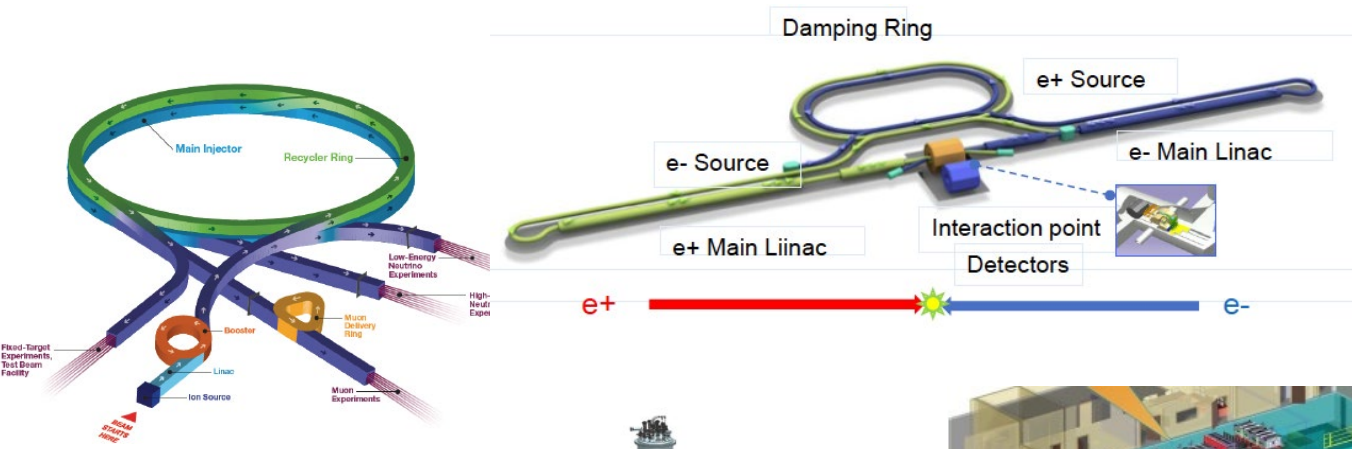 Main Injector
Recycler Ring
Low-Energy
Neutrino
Experiments
High-
Neutr
Exper
Muon
Delivery
Ring
Booster
Fixed-Target
Experiments,
Test Beam
Facility
Linac
Ion Source
Muon
Experiments
BEAM
STARTS
HERE
Damping Ring
e+ Source
e- Source
e- Main Linac
Interaction point
e+ Main Liinac
Detectors
e+
e-